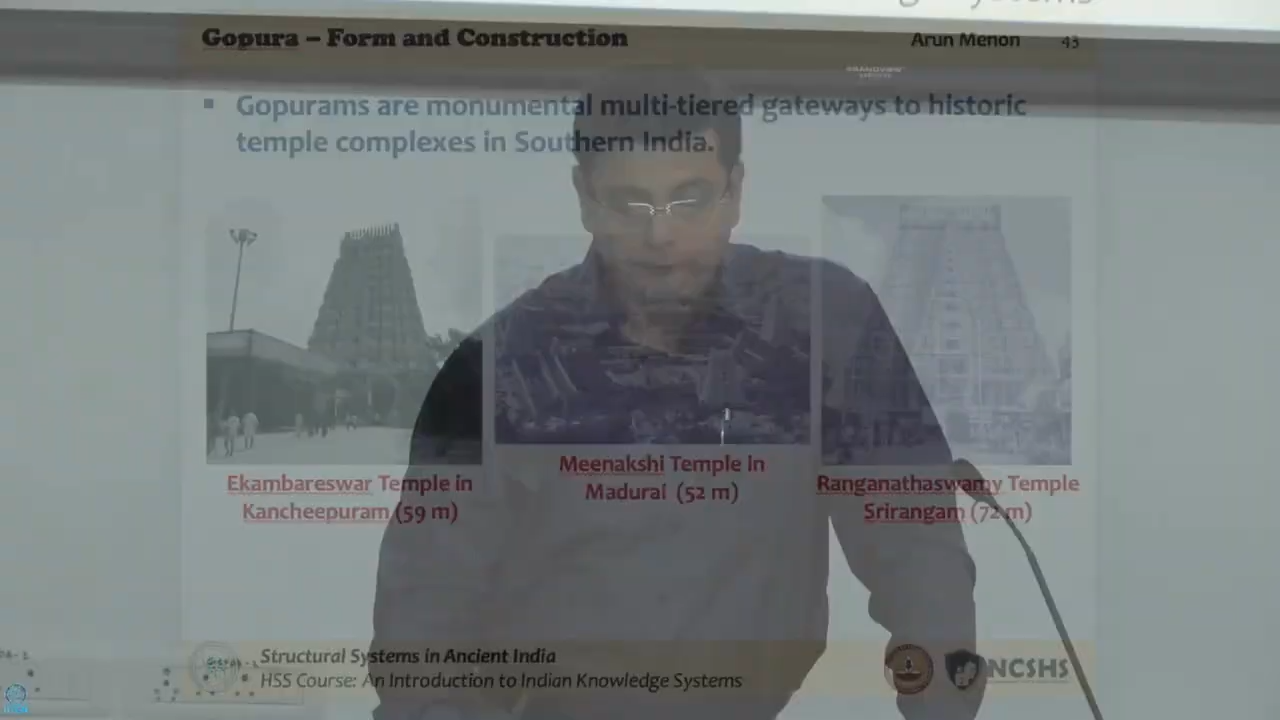 Gopura – Form and Construction
Arun Menon 43
▪ Gopurams are monumental multi-tiered gateways to historic
temple complexes in Southern India.
Ekambareswar Temple in
Kancheepuram (59 m)
Meenakshi Temple in
Madurai (52 m)
Ranganathaswamy Temple
Srirangam (72 m)
Structural Systems in Ancient India
HSS Course: An Introduction to Indian Knowledge Systems
NCSHS